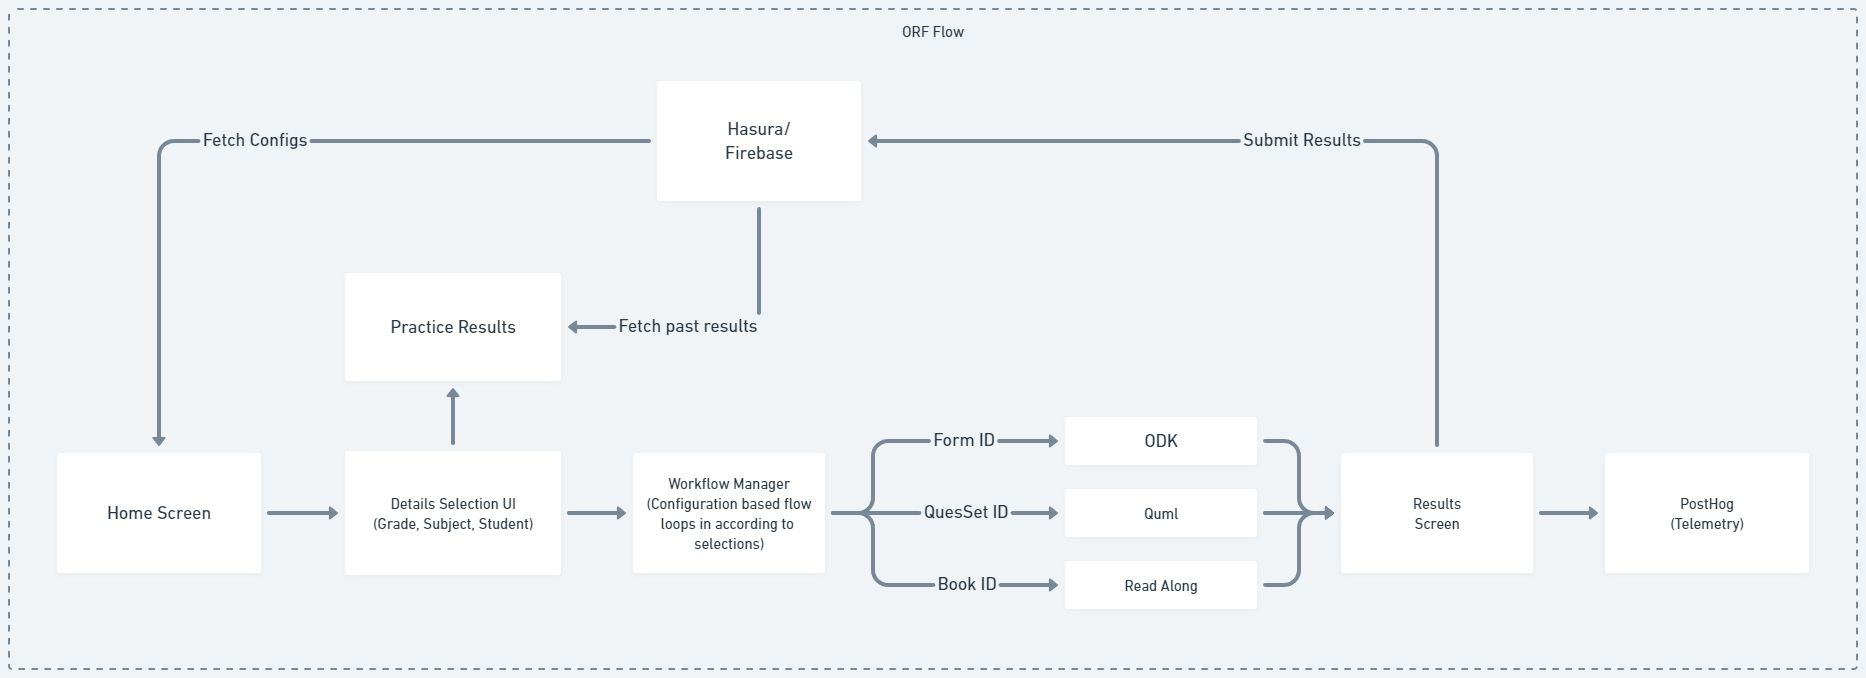 ORF Flow
Hasura/
Firebase
Fetch Configs
Submit Results
Practice Results
Fetch past results
Home Screen
Details Selection UI
(Grade, Subject, Student)
Workflow Manager
(Configuration based flow
loops in according to
selections)
Form ID
ODK
QuesSet ID
Quml
Book ID
Read Along
Results
Screen
PostHog
(Telemetry)